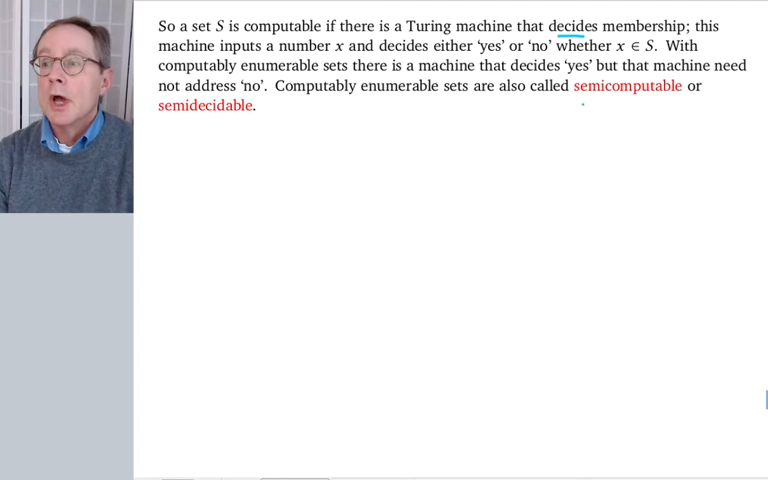 So a set S is computable if there is a Turing machine that decides membership; this
machine inputs a number x and decides either ‘yes’ or ‘no’ whether x ∈ S. With
computably enumerable sets there is a machine that decides ‘yes’ but that machine need
not address ‘no’. Computably enumerable sets are also called semicomputable or
semidecidable.